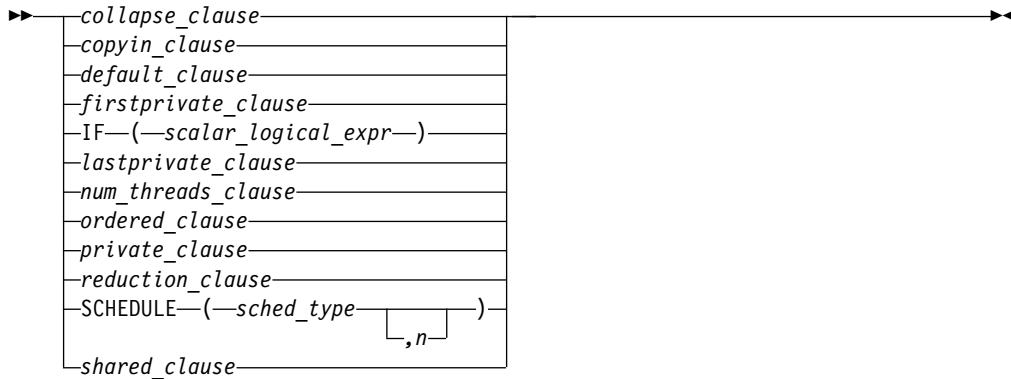 collapse_clause
copyin_clause
default_clause
firstprivate_clause
IF ( scalar_logical_expr )
lastprivate_clause
num_threads_clause
ordered_clause
private_clause
reduction_clause
SCHEDULE ( sched_type )
,n
shared_clause